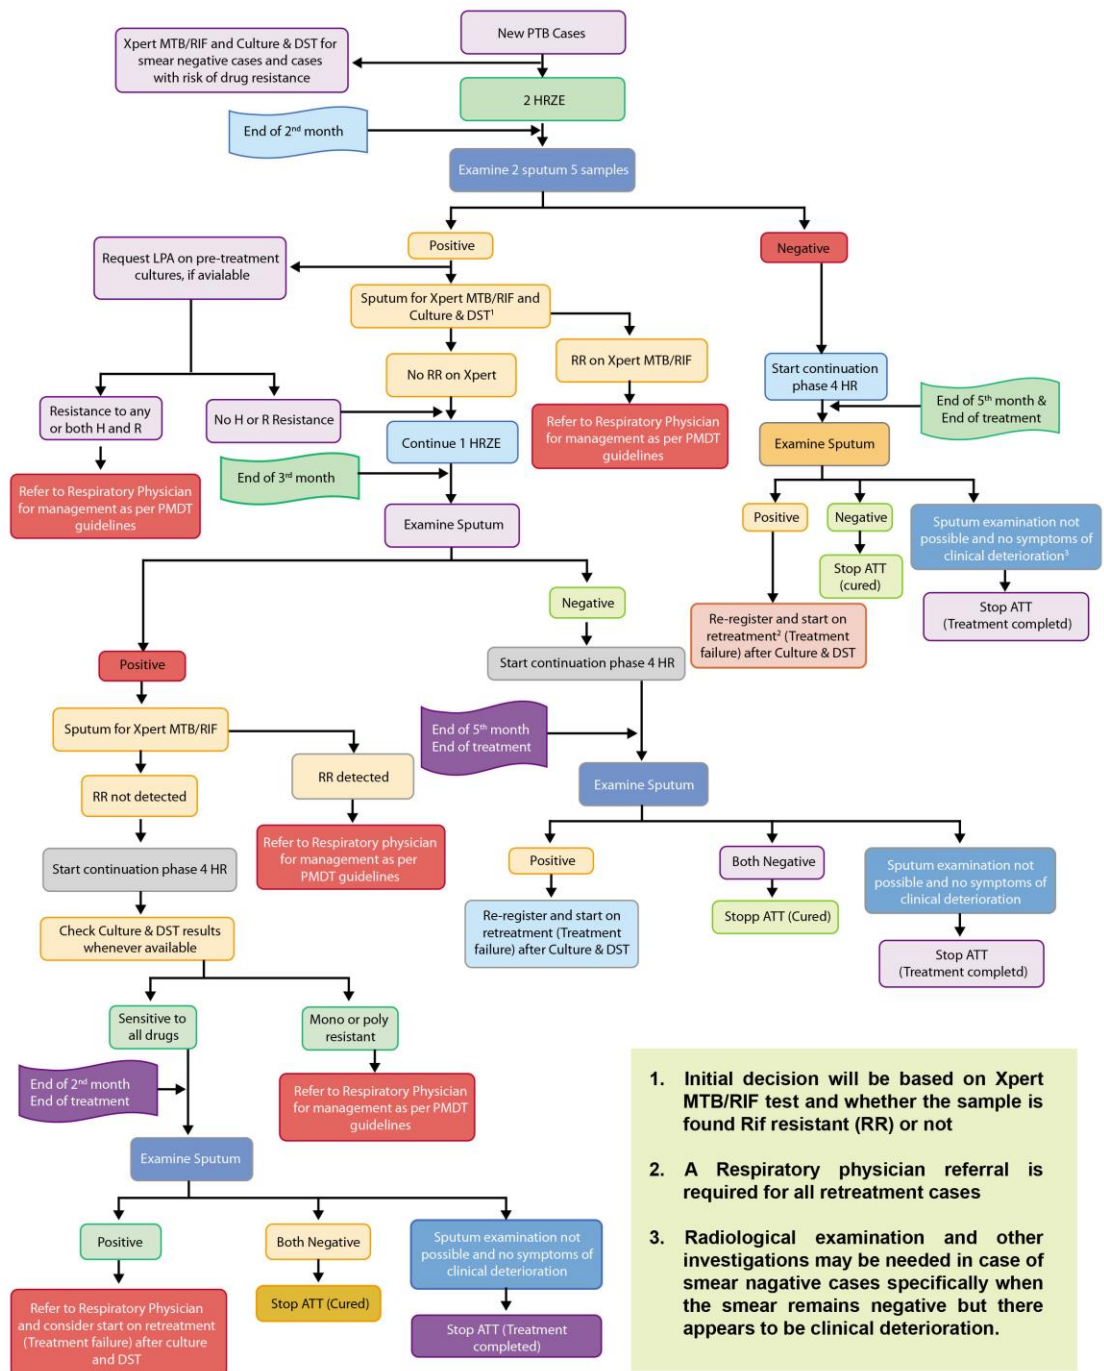 New PTB Cases
Xpert MTB/RIF and Culture & DST for
smear negative cases and cases
with risk of drug resistance
2 HRZE
End of 2nd month
Examine 2 sputum 5 samples
Positive
Negative
Request LPA on pre-treatment
cultures, if avialable
Sputum for Xpert MTB/RIF and
Culture & DST1
No RR on Xpert
RR on Xpert MTB/RIF
Start continuation
phase 4 HR
End of 5th month &
End of treatment
Resistance to any
or both H and R
No H or R Resistance
Continue 1 HRZE
Refer to Respiratory Physician
for management as per PMDT
guidelines
Examine Sputum
End of 3rd month
Refer to Respiratory Physician
for management as per PMDT
guidelines
Examine Sputum
Positive
Negative
Sputum examination not
possible and no symptoms of
clinical deterioration3
Stop ATT
(cured)
Stop ATT
(Treatment completd)
Re-register and start on
retreatment2 (Treatment
failure) after Culture & DST
Negative
Positive
Start continuation phase 4 HR
Sputum for Xpert MTB/RIF
End of 5th month
End of treatment
RR not detected
RR detected
Examine Sputum
Start continuation phase 4 HR
Refer to Respiratory physician
for management as per
PMDT guidelines
Positive
Both Negative
Sputum examination not
possible and no symptoms of
clinical deterioration
Check Culture & DST results
whenever available
Re-register and start on
retreatment (Treatment
failure) after Culture & DST
Stopp ATT (Cured)
Stop ATT
(Treatment completd)
Sensitive to
all drugs
Mono or poly
resistant
End of 2nd month
End of treatment
Refer to Respiratory Physician
for management as per PMDT
guidelines
Examine Sputum
Positive
Both Negative
Sputum examination not
possible and no symptoms of
clinical deterioration
Refer to Respiratory Physician
and consider start on retreatment
(Treatment failure) after culture
and DST
Stop ATT (Cured)
Stop ATT (Treatment
completed)
1. Initial decision will be based on Xpert
MTB/RIF test and whether the sample is
found Rif resistant (RR) or not
2. A Respiratory physician referral is
required for all retreatment cases
3. Radiological examination and other
investigations may be needed in case of
smear nagative cases specifically when
the smear remains negative but there
appears to be clinical deterioration.